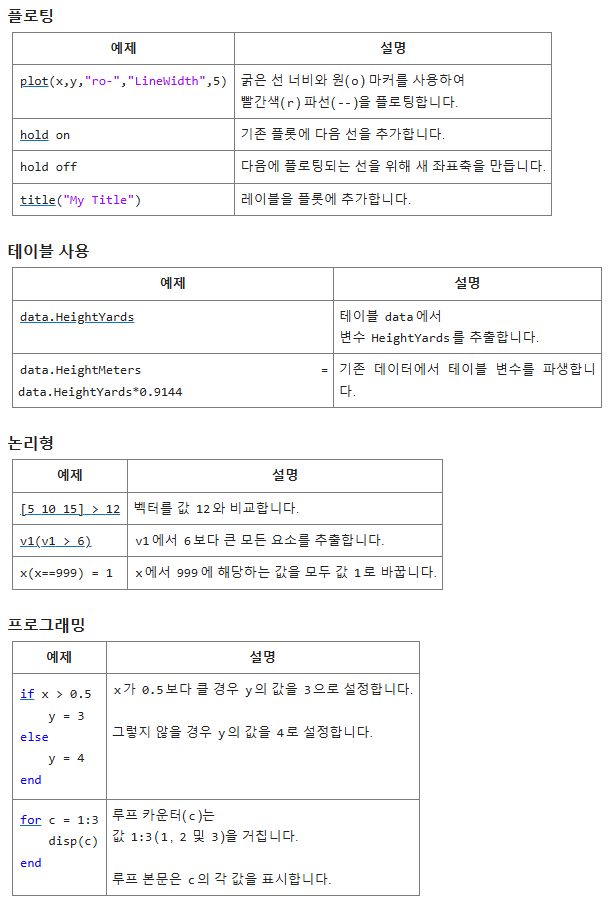 플로팅
예제 설명
plot(x,y,"ro-","LineWidth",5) 굵은 선 너비와 원(o) 마커를 사용하여
빨간색(r) 파선(--)을 플로팅합니다.
hold on 기존 플롯에 다음 선을 추가합니다.
hold off 다음에 플로팅되는 선을 위해 새 좌표축을 만듭니다.
title("My Title") 레이블을 플롯에 추가합니다.
테이블 사용
예제 설명
data.HeightYards 테이블 data에서
변수 HeightYards를 추출합니다.
data.HeightMeters = 기존 데이터에서 테이블 변수를 파생합니
data.HeightYards*0.9144 다.
논리형
예제 설명
[5 10 15] > 12 벡터를 값 12와 비교합니다.
v1(v1 > 6) v1에서 6보다 큰 모든 요소를 추출합니다.
x(x==999) = 1 x에서 999에 해당하는 값을 모두 값 1로 바꿉니다.
프로그래밍
예제 설명
if x > 0.5 x가 0.5보다 클 경우 y의 값을 3으로 설정합니다.
y = 3
else 그렇지 않을 경우 y의 값을 4로 설정합니다.
y = 4
end
for c = 1:3 루프 카운터(c)는
disp(c) 값 1:3(1, 2 및 3)을 거칩니다.
end
루프 본문은 c의 각 값을 표시합니다.